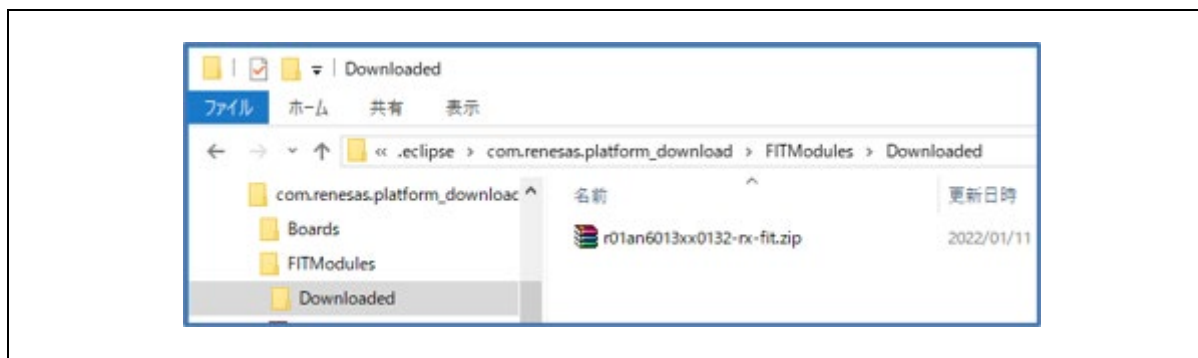 Downloaded
ファイル ホーム 共有 表示
« .eclipse > com.renesas.platform_download > FITModules > Downloaded
com.renesas.platform_downloac
名前 更新日時
Boards
r01an6013xx0132-rx-fit.zip 2022/01/11
FITModules
Downloaded